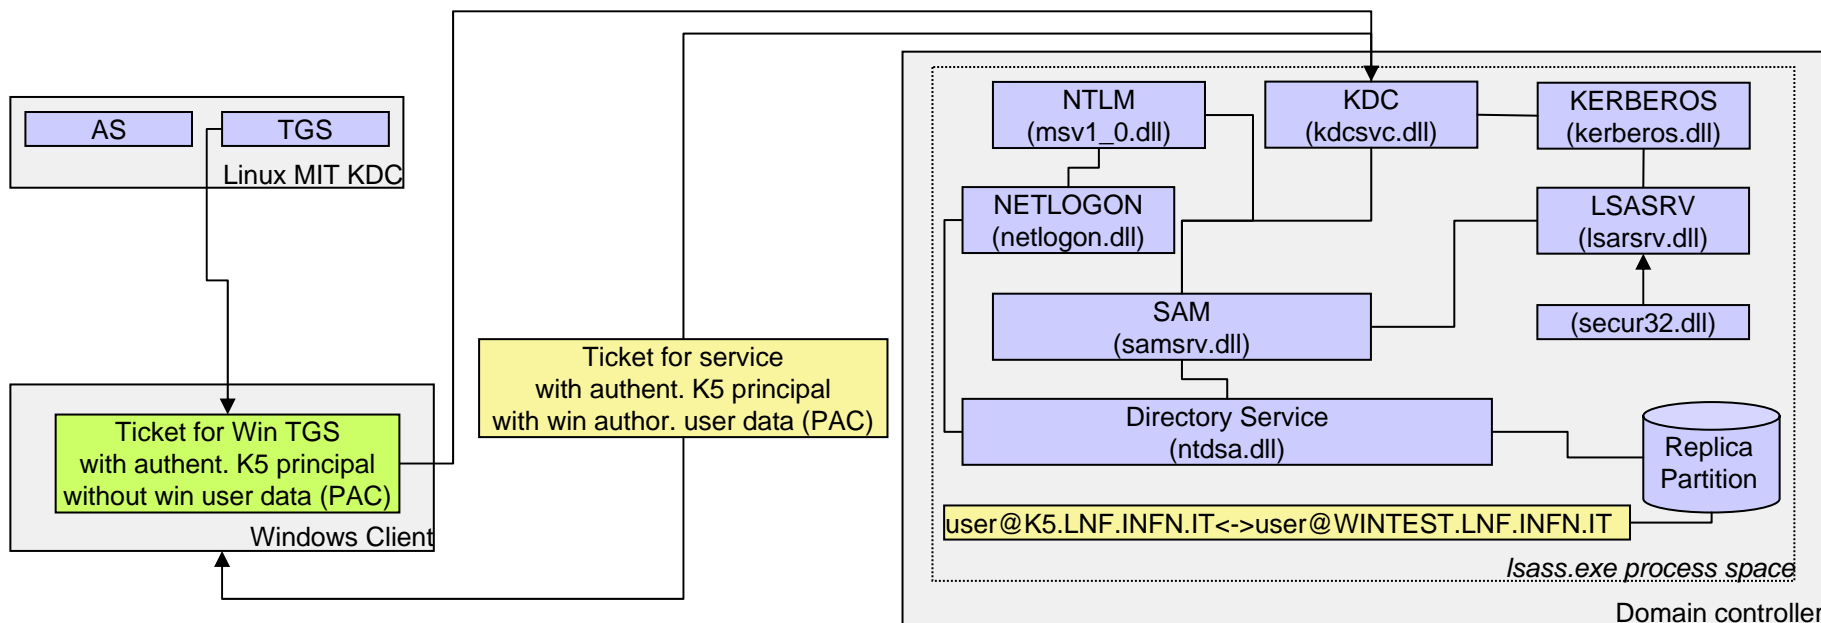 AS
TGS
Linux MIT KDC
Ticket for Win TGS
with authent. K5 principal
without win user data (PAC)
Windows Client
Ticket for service
with authent. K5 principal
with win author. user data (PAC)
NTLM
(msv1_0.dll)
KDC
(kdcsvc.dll)
KERBEROS
(kerberos.dll)
NETLOGON
(netlogon.dll)
LSASRV
(lsarsrv.dll)
SAM
(samsrv.dll)
(secur32.dll)
Directory Service
(ntdsa.dll)
Replica
Partition
user@K5.LNF.INFN.IT<->user@WINTEST.LNF.INFN.IT
lsass.exe process space
Domain controller